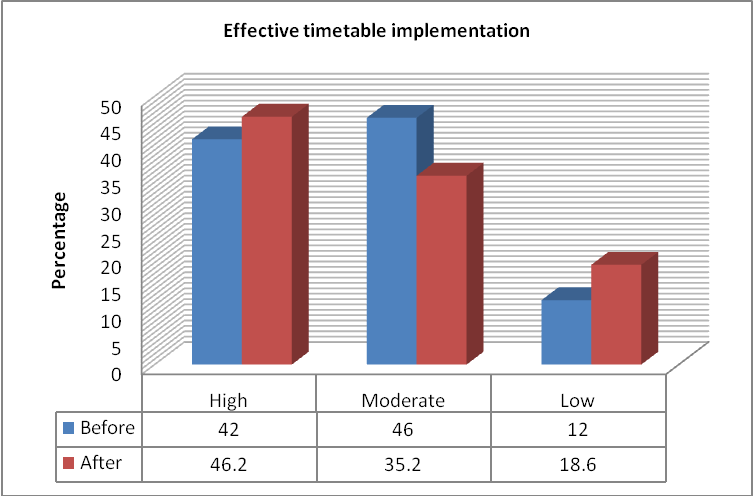 Effective timetable implementation
Percentage
50
45
40
35
30
25
20
15
10
5
0
High Moderate Low
Before 42 46 12
After 46.2 35.2 18.6